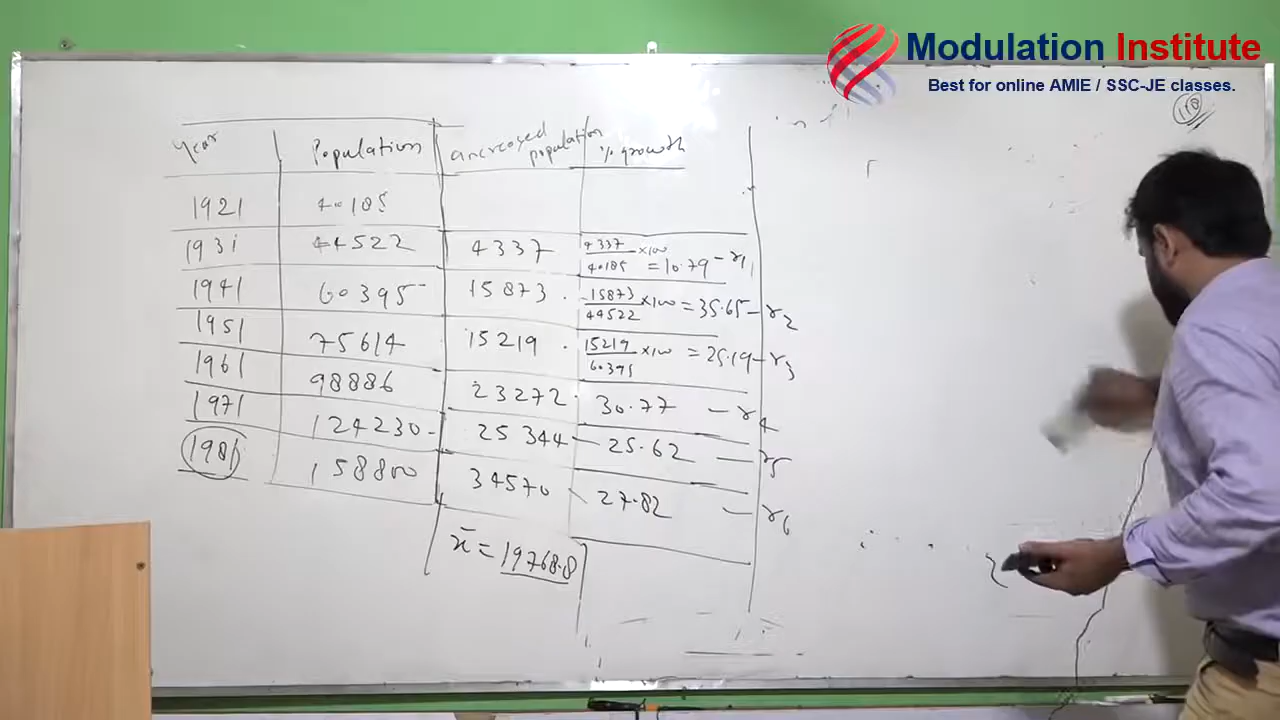 Modulation Institute
Best for online AMIE / SSC-JE classes.
118
Year Population increased population % growth
1921 40185
1931 44522 4337 4337/40185 ×100 = 10.79 - r1
1941 60395 15873 15873/44522 ×100 = 35.65 - r2
1951 75614 15219 15219/60395 ×100 = 25.19 - r3
1961 98886 23272 30.77 - r4
1971 124230 25344 25.62 - r5
1981 158800 34570 27.82 - r6
x̄ = 19768.8